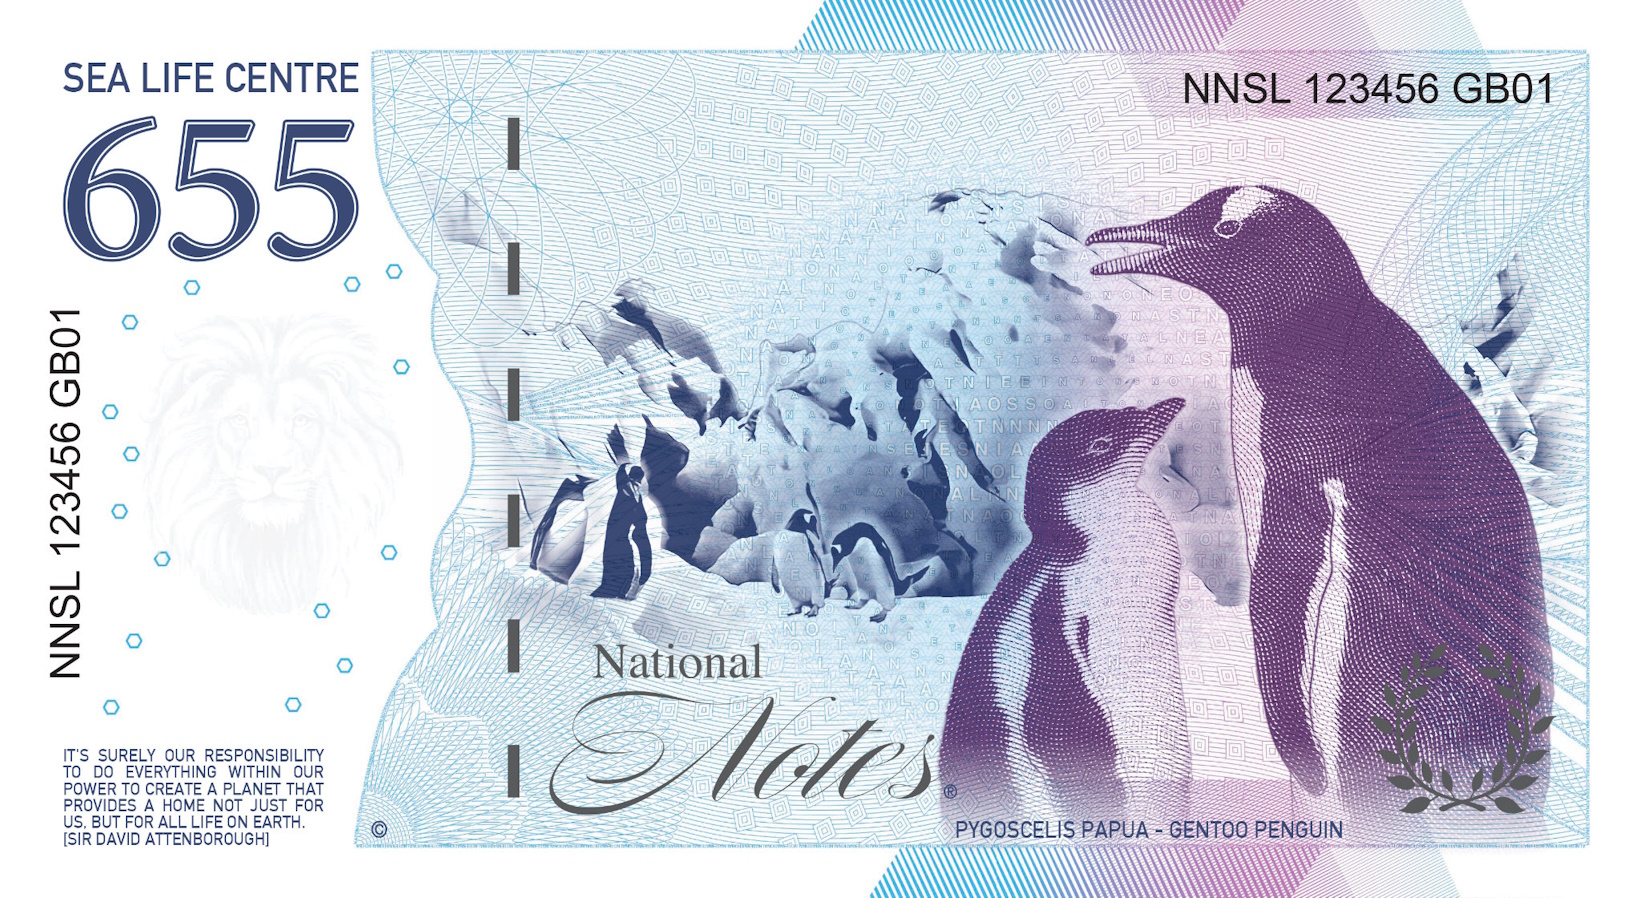 SEA LIFE CENTRE
655
NNSL 123456 GB01
NNSL 123456 GB01
National
Notes®
IT'S SURELY OUR RESPONSIBILITY
TO DO EVERYTHING WITHIN OUR
POWER TO CREATE A PLANET THAT
PROVIDES A HOME NOT JUST FOR
US, BUT FOR ALL LIFE ON EARTH.
[SIR DAVID ATTENBOROUGH]
©
PYGOSCELIS PAPUA - GENTOO PENGUIN